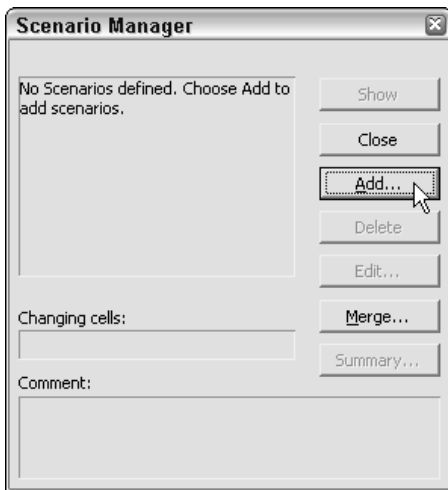 Scenario Manager
No Scenarios defined. Choose Add to
add scenarios.
Show
Close
Add...
Delete
Edit...
Changing cells:
Merge...
Summary...
Comment: